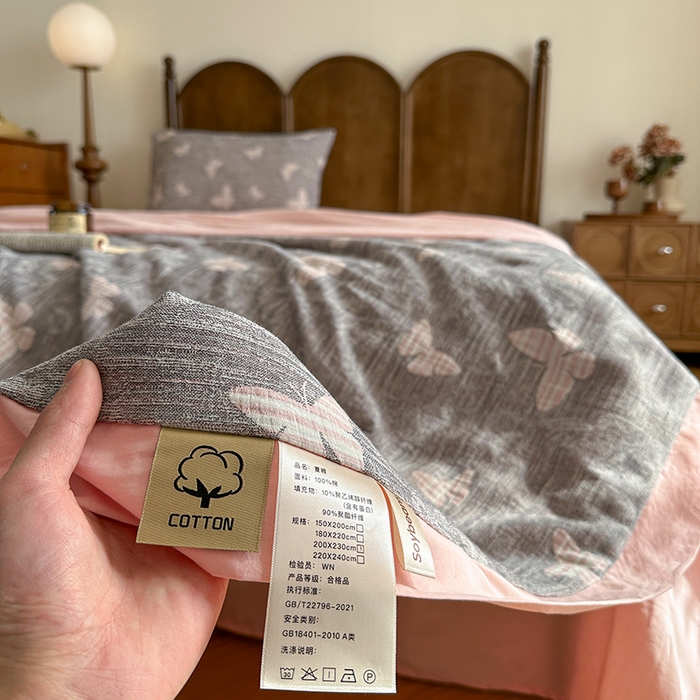 COTTON
品名：夏被
面料：100%棉
填充物：10%聚乙烯醇纤维
(含有蛋白)
90%聚酯纤维
规格：150X200cm□
180X220cm□
200X230cm☑
220X240cm□
检验员：WN
产品等级：合格品
执行标准：
GB/T22796-2021
安全类别：
GB18401-2010 A类
洗涤说明：
30
P